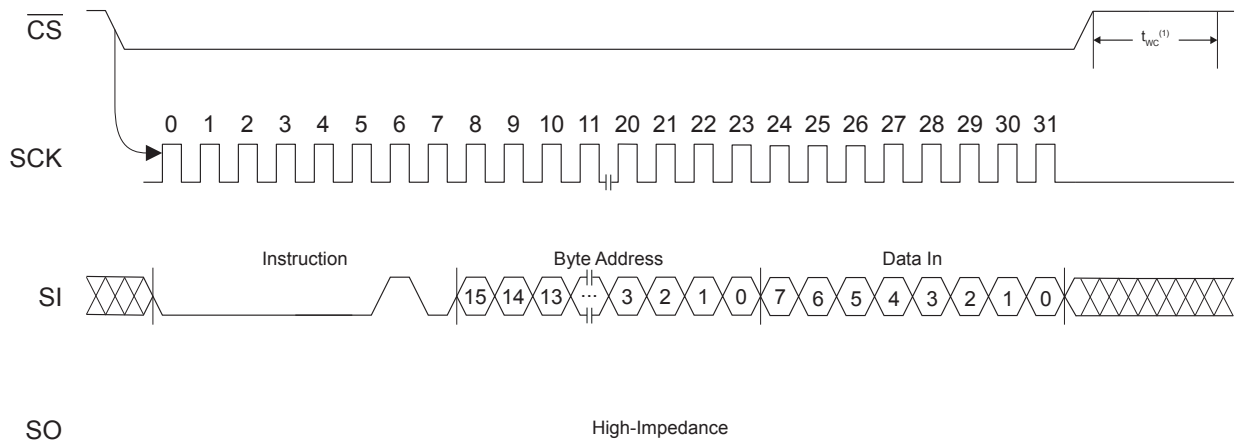 CS
t_WC(1)
0 1 2 3 4 5 6 7 8 9 10 11 20 21 22 23 24 25 26 27 28 29 30 31
SCK
Instruction Byte Address Data In
SI 15 14 13 ... 3 2 1 0 7 6 5 4 3 2 1 0
SO High-Impedance